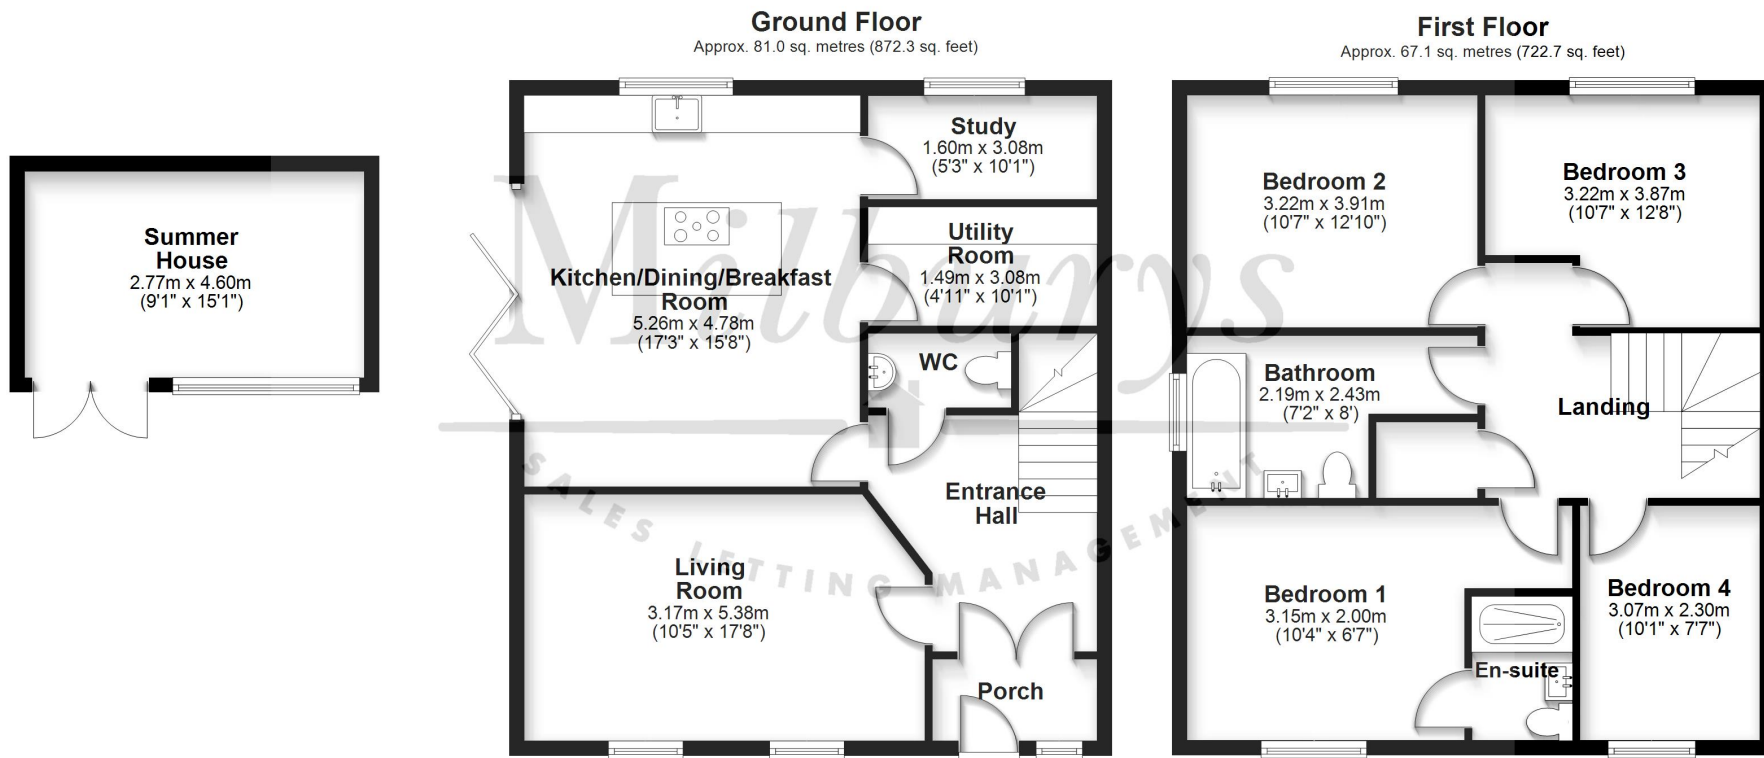 Ground Floor
Approx. 81.0 sq. metres (872.3 sq. feet)
First Floor
Approx. 67.1 sq. metres (722.7 sq. feet)
Summer
House
2.77m x 4.60m
(9'1" x 15'1")
Kitchen/Dining/Breakfast
Room
5.26m x 4.78m
(17'3" x 15'8")
Study
1.60m x 3.08m
(5'3" x 10'1")
Utility
Room
1.49m x 3.08m
(4'11" x 10'1")
WC
Entrance
Hall
Living
Room
3.17m x 5.38m
(10'5" x 17'8")
Porch
Bedroom 2
3.22m x 3.91m
(10'7" x 12'10")
Bedroom 3
3.22m x 3.87m
(10'7" x 12'8")
Bathroom
2.19m x 2.43m
(7'2" x 8')
Landing
Bedroom 1
3.15m x 2.00m
(10'4" x 6'7")
En-suite
Bedroom 4
3.07m x 2.30m
(10'1" x 7'7")
Milburys
SALES LETTING MANAGEMENT